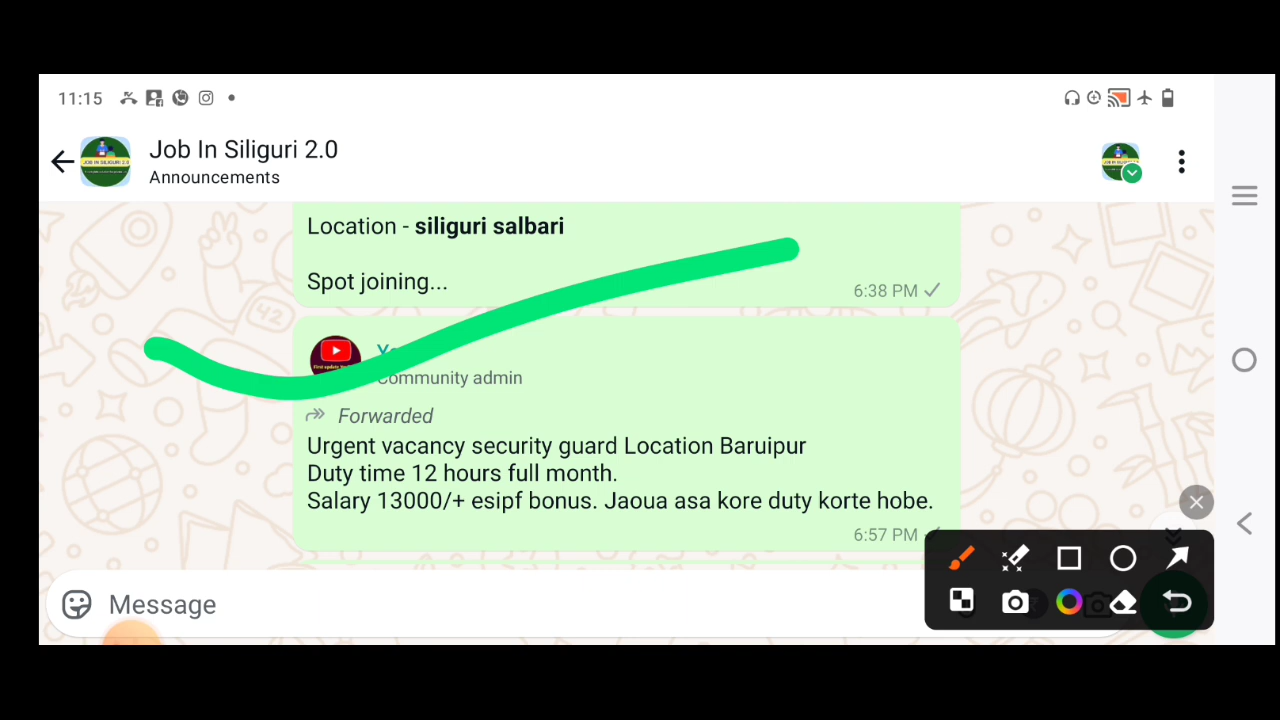 11:15
Job In Siliguri 2.0
Announcements
Location - siliguri salbari
Spot joining...
6:38 PM
Community admin
Forwarded
Urgent vacancy security guard Location Baruipur
Duty time 12 hours full month.
Salary 13000/+ esipf bonus. Jaoua asa kore duty korte hobe.
6:57 PM
Message